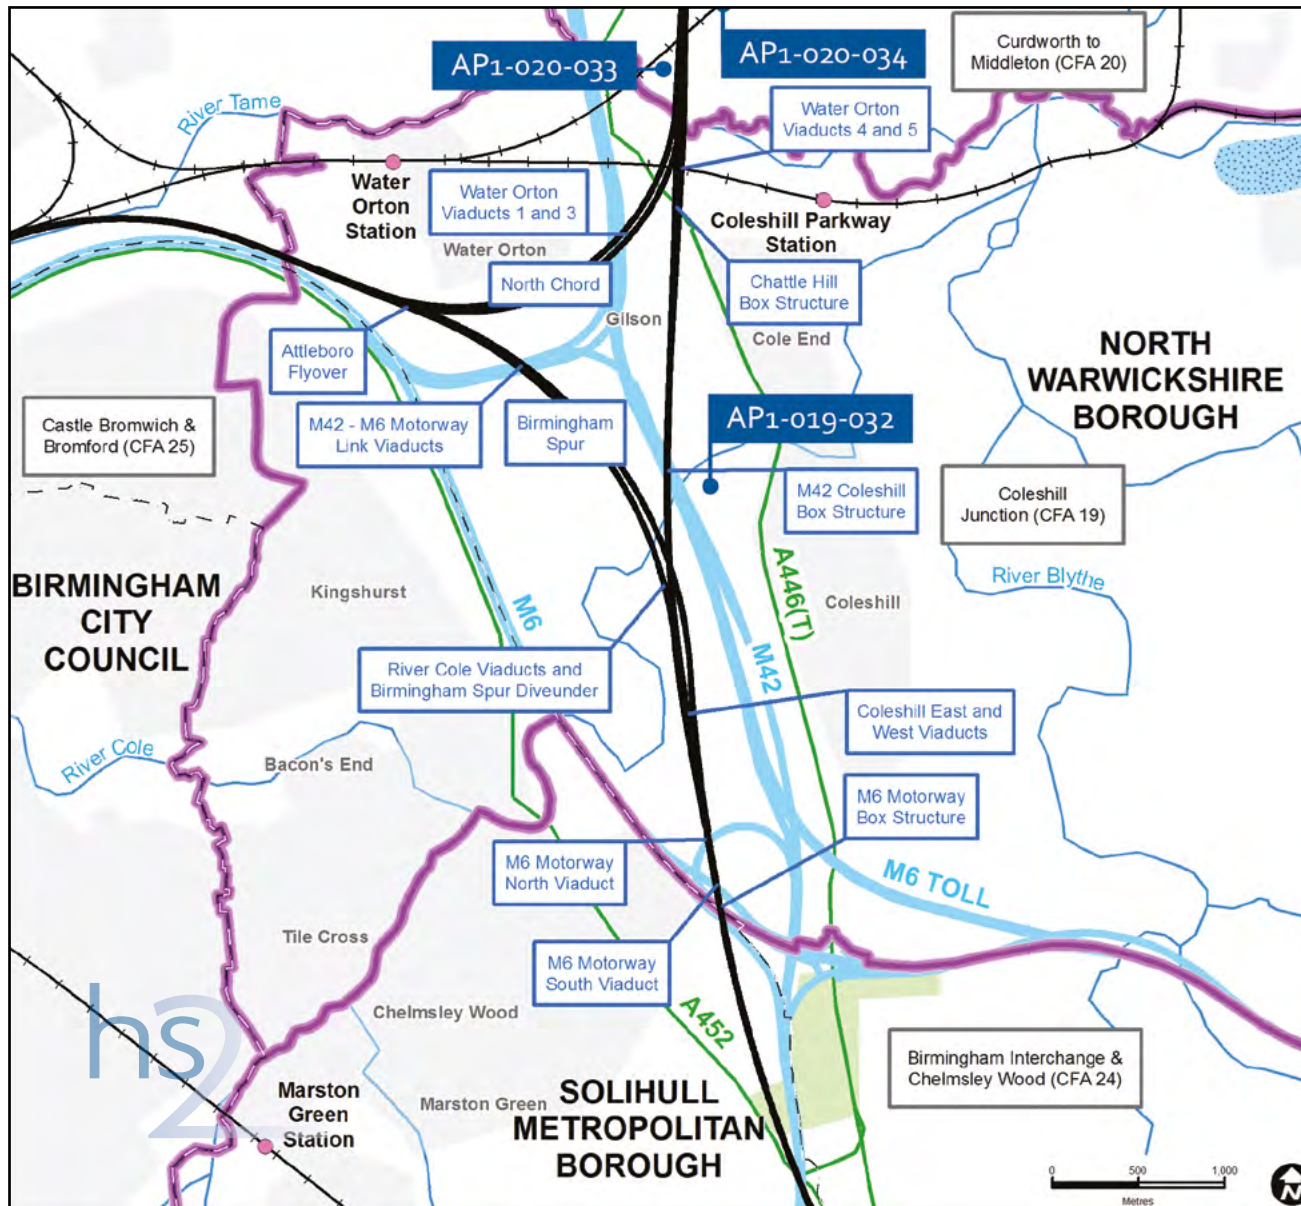 AP1-020-033
AP1-020-034
Curdworth to
Middleton (CFA 20)
River Tame
Water Orton
Viaducts 4 and 5
Water
Orton
Station
Water Orton
Viaducts 1 and 3
Coleshill Parkway
Station
Water Orton
North Chord
Chattle Hill
Box Structure
Gilson
Cole End
Attleboro
Flyover
NORTH
WARWICKSHIRE
BOROUGH
Castle Bromwich &
Bromford (CFA 25)
M42 - M6 Motorway
Link Viaducts
Birmingham
Spur
AP1-019-032
M42 Coleshill
Box Structure
Coleshill
Junction (CFA 19)
BIRMINGHAM
CITY
COUNCIL
Kingshurst
M6
A446(T)
Coleshill
River Blythe
M42
River Cole Viaducts and
Birmingham Spur Diveunder
Coleshill East and
West Viaducts
River Cole
Bacon's End
M6 Motorway
Box Structure
M6 Motorway
North Viaduct
M6 TOLL
Tile Cross
M6 Motorway
South Viaduct
hs2
Chelmsley Wood
A452
Birmingham Interchange &
Chelmsley Wood (CFA 24)
Marston
Green
Station
Marston Green
SOLIHULL
METROPOLITAN
BOROUGH
0 500 1,000
Metres
N